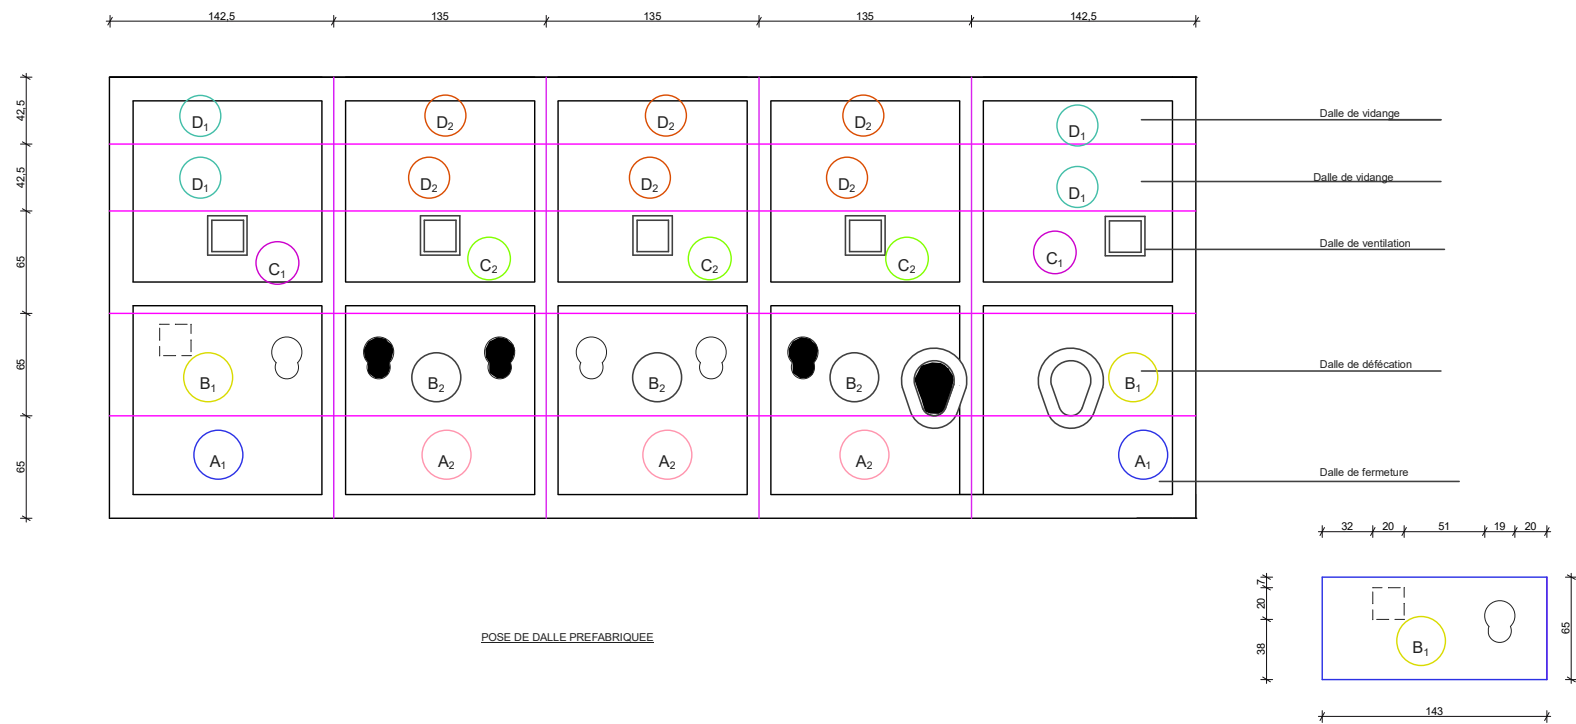 142,5 135 135 135 142,5
42,5
D1 D2 D2 D2 D1
Dalle de vidange
42,5
D1 D2 D2 D2 D1
Dalle de vidange
65
C1 C2 C2 C2 C1
Dalle de ventilation
65
B1 B2 B2 B2 B1
Dalle de défécation
65
A1 A2 A2 A2 A1
Dalle de fermeture
32 20 51 19 20
7
20
38
B1
65
143
POSE DE DALLE PREFABRIQUEE